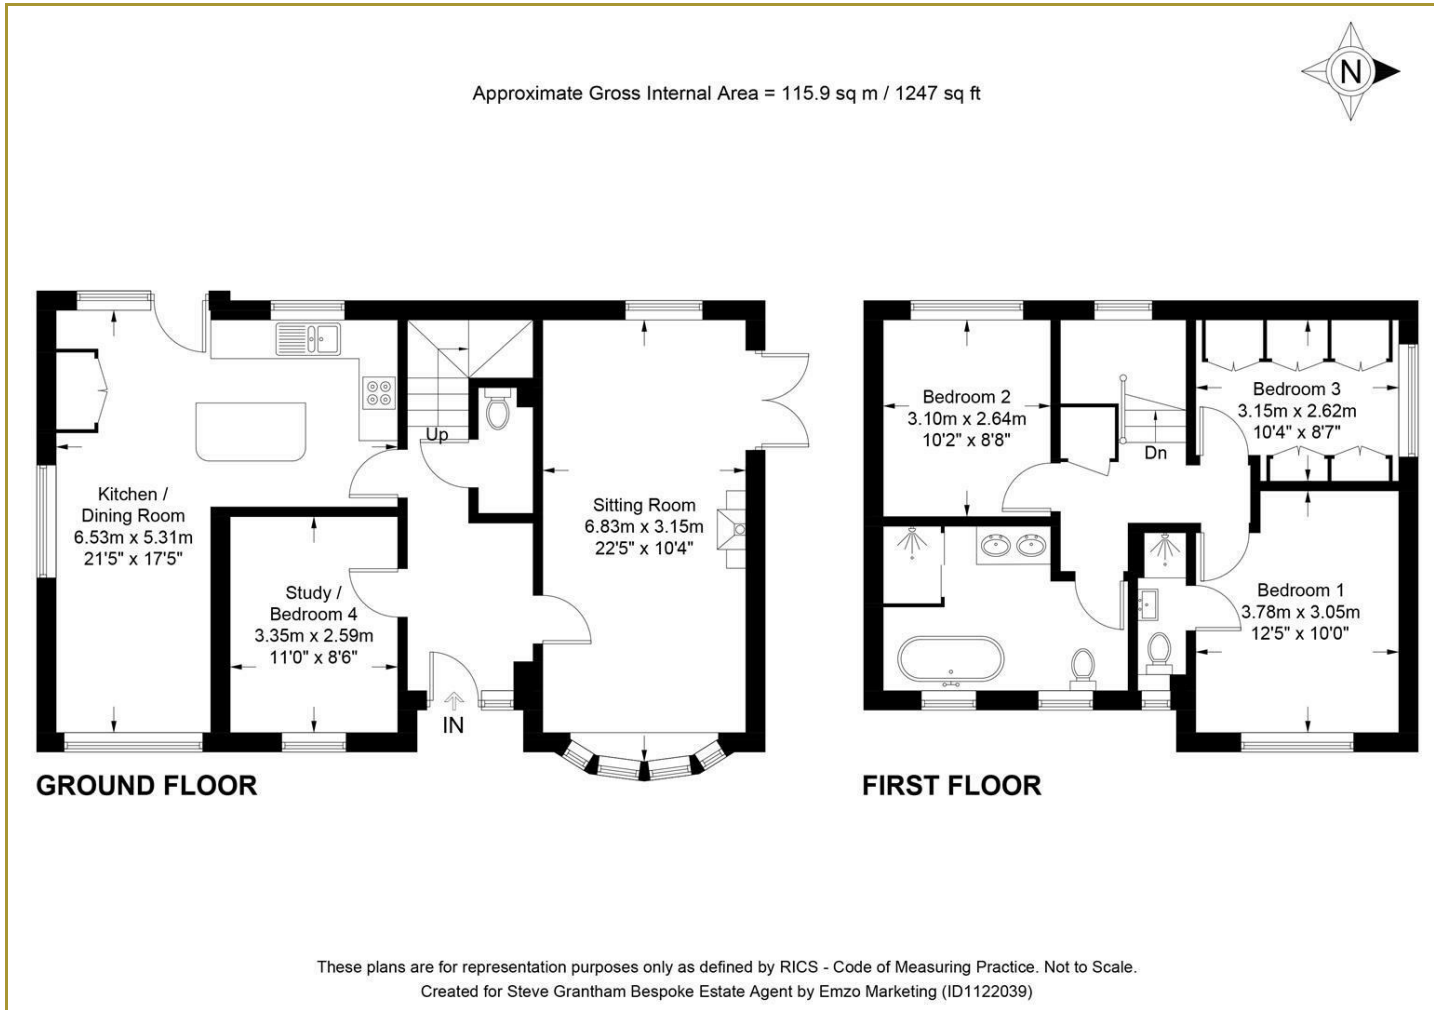 N
Approximate Gross Internal Area = 115.9 sq m / 1247 sq ft
Kitchen /
Dining Room
6.53m x 5.31m
21'5" x 17'5"
Up
Study /
Bedroom 4
3.35m x 2.59m
11'0" x 8'6"
IN
Sitting Room
6.83m x 3.15m
22'5" x 10'4"
GROUND FLOOR
Bedroom 2
3.10m x 2.64m
10'2" x 8'8"
Dn
Bedroom 3
3.15m x 2.62m
10'4" x 8'7"
Bedroom 1
3.78m x 3.05m
12'5" x 10'0"
FIRST FLOOR
These plans are for representation purposes only as defined by RICS - Code of Measuring Practice. Not to Scale.
Created for Steve Grantham Bespoke Estate Agent by Emzo Marketing (ID1122039)